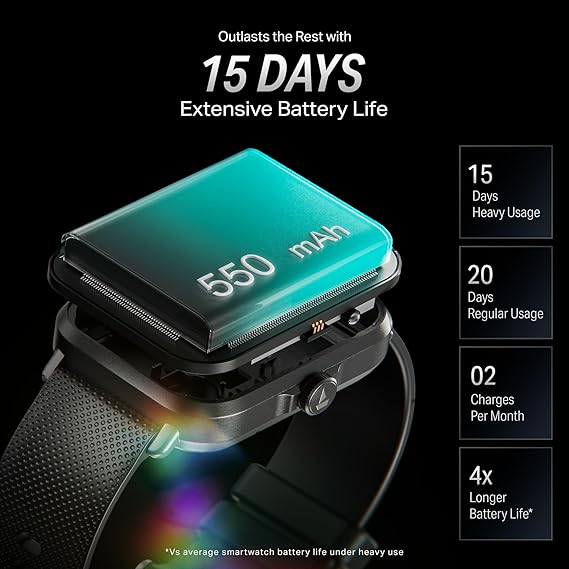 Outlasts the Rest with
15 DAYS
Extensive Battery Life
550 mAh
15
Days
Heavy Usage
20
Days
Regular Usage
02
Charges
Per Month
4x
Longer
Battery Life*
*Vs average smartwatch battery life under heavy use